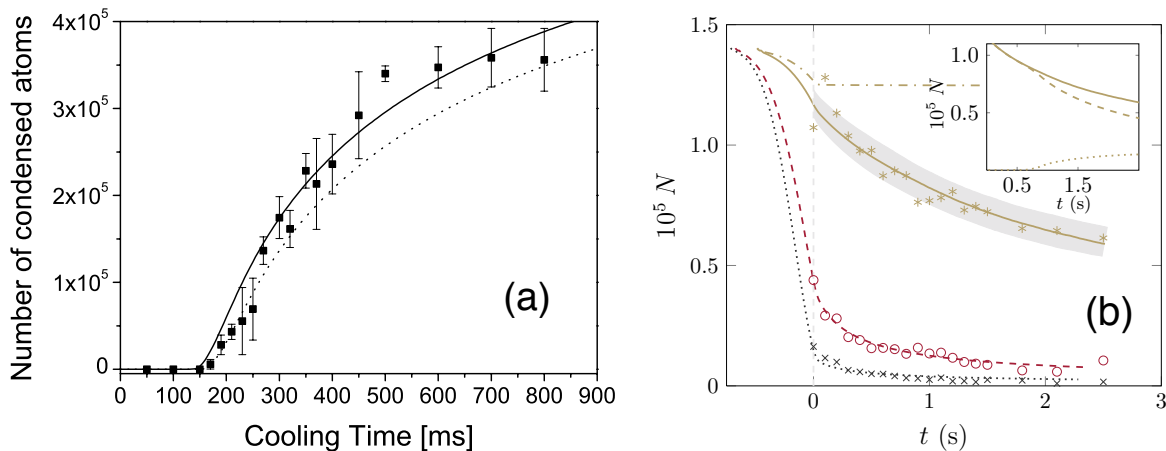 Number of condensed atoms
4x10⁵
3x10⁵
2x10⁵
1x10⁵
0
0 100 200 300 400 500 600 700 800 900
Cooling Time [ms]
(a)
10⁵ N
1.5
1.0
0.5
0
0 1 2 3
t (s)
(b)
10⁵ N
1.0
0.5
0.5 1.5
t (s)